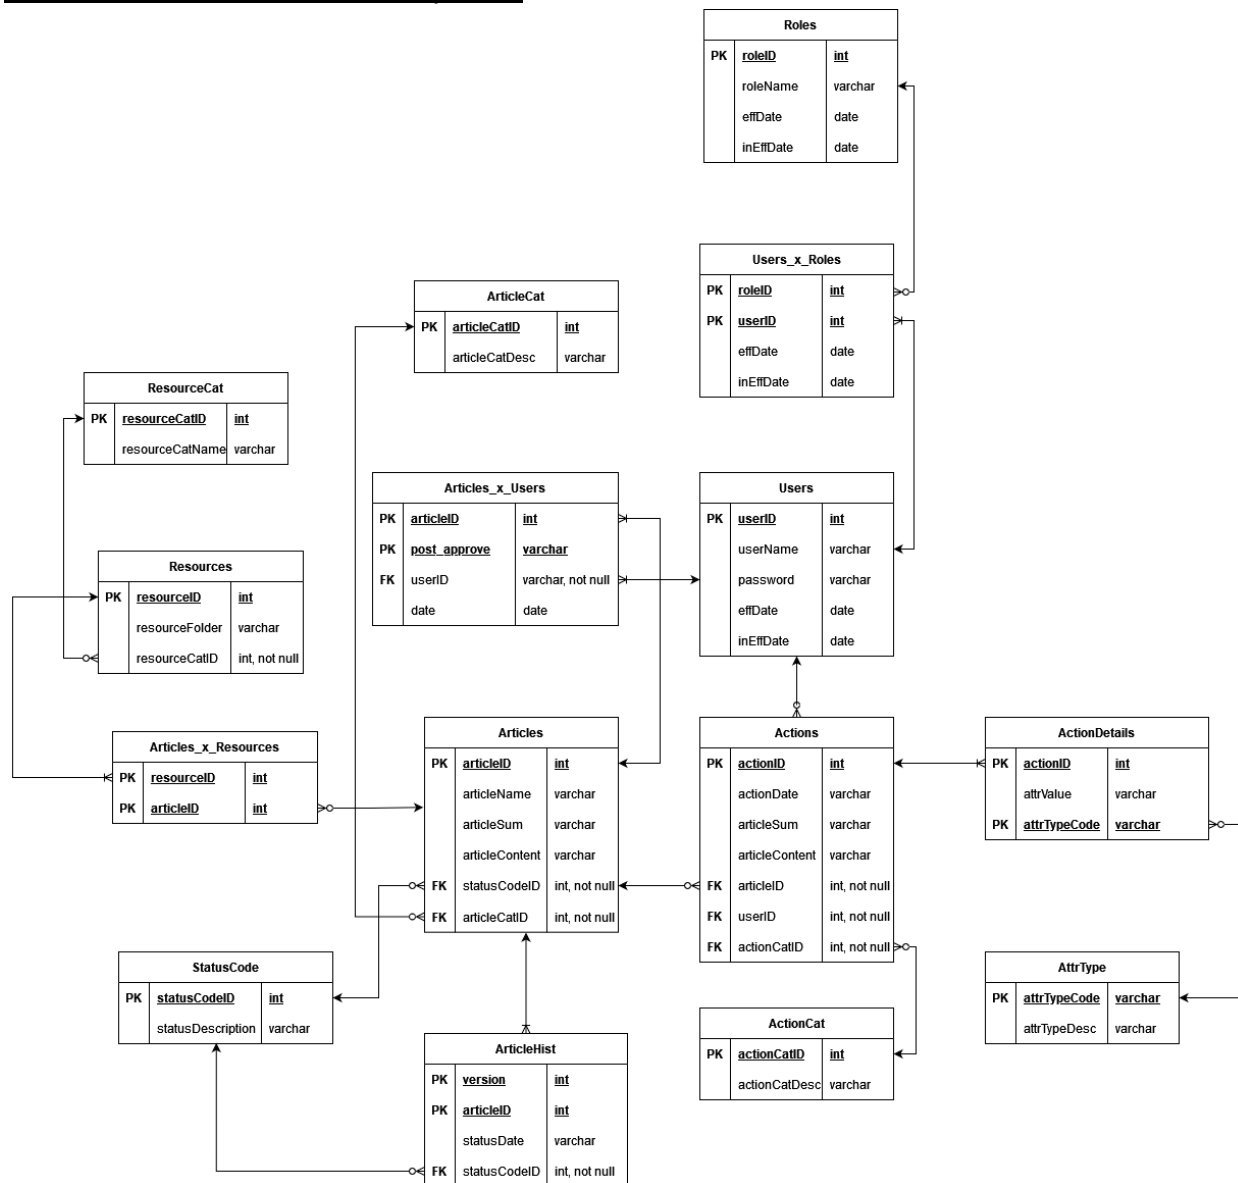 Roles
PK roleID int
roleName varchar
effDate date
inEffDate date
Users_x_Roles
PK roleID int
PK userID int
effDate date
inEffDate date
ArticleCat
PK articleCatID int
articleCatDesc varchar
ResourceCat
PK resourceCatID int
resourceCatName varchar
Articles_x_Users
PK articleID int
PK post_approve varchar
FK userID varchar, not null
date date
Users
PK userID int
userName varchar
password varchar
effDate date
inEffDate date
Resources
PK resourceID int
resourceFolder varchar
resourceCatID int, not null
Articles_x_Resources
PK resourceID int
PK articleID int
Articles
PK articleID int
articleName varchar
articleSum varchar
articleContent varchar
FK statusCodeID int, not null
FK articleCatID int, not null
Actions
PK actionID int
actionDate varchar
articleSum varchar
articleContent varchar
FK articleID int, not null
FK userID int, not null
FK actionCatID int, not null
ActionDetails
PK actionID int
attrValue varchar
PK attrTypeCode varchar
StatusCode
PK statusCodeID int
statusDescription varchar
AttrType
PK attrTypeCode varchar
attrTypeDesc varchar
ActionCat
PK actionCatID int
actionCatDesc varchar
ArticleHist
PK version int
PK articleID int
statusDate varchar
FK statusCodeID int, not null